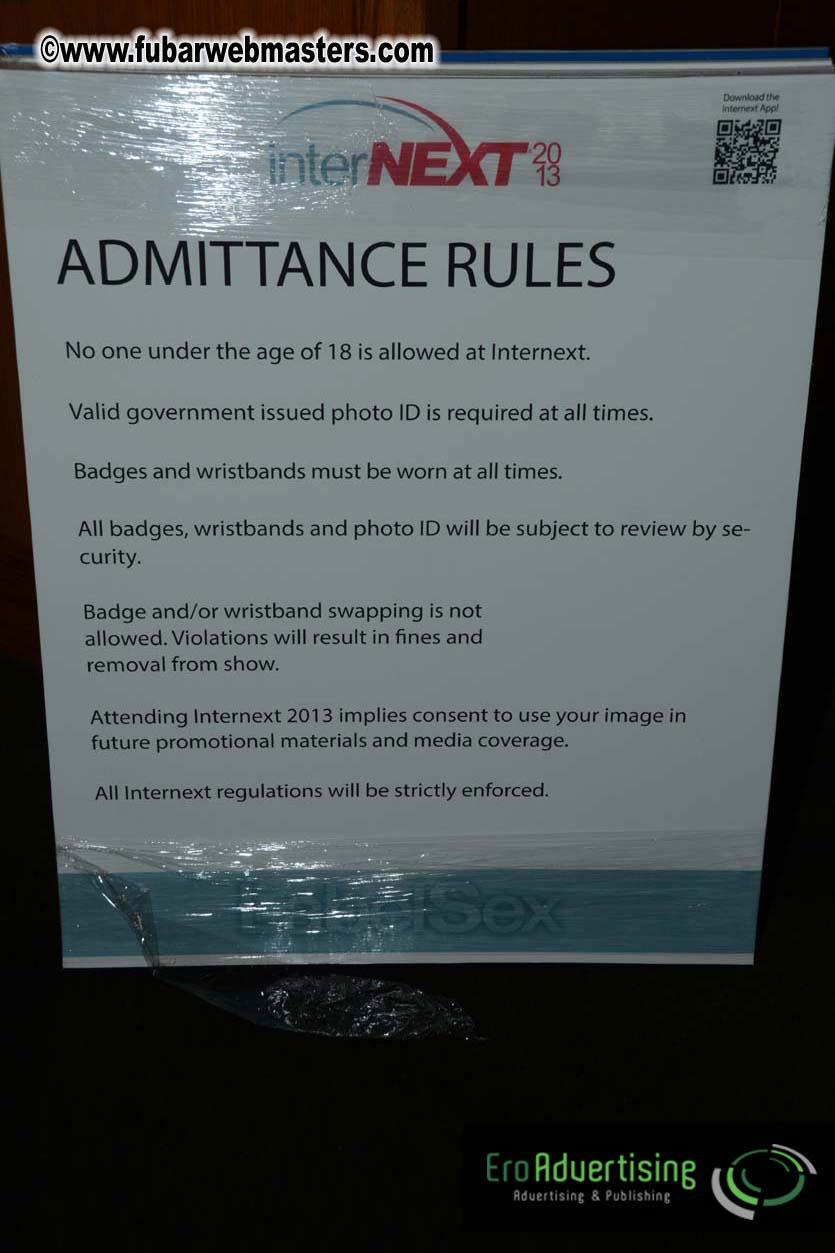 ©www.fubarwebmasters.com
Download the
Internext App!
interNEXT 20
13
ADMITTANCE RULES
No one under the age of 18 is allowed at Internext.
Valid government issued photo ID is required at all times.
Badges and wristbands must be worn at all times.
All badges, wristbands and photo ID will be subject to review by se-
curity.
Badge and/or wristband swapping is not
allowed. Violations will result in fines and
removal from show.
Attending Internext 2013 implies consent to use your image in
future promotional materials and media coverage.
All Internext regulations will be strictly enforced.
EroAdvertising
Advertising & Publishing